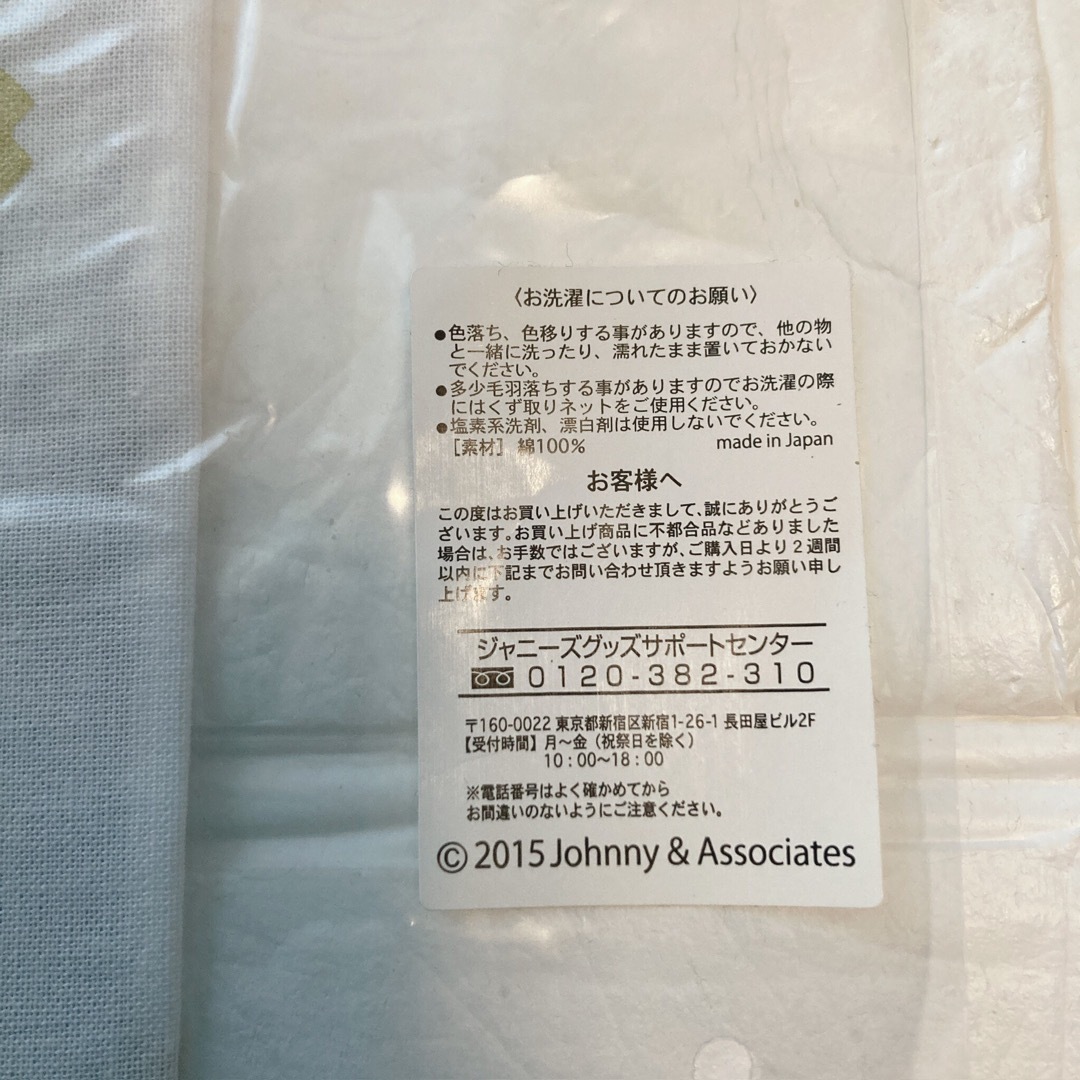 〈お洗濯についてのお願い〉
●色落ち、色移りする事がありますので、他の物
と一緒に洗ったり、濡れたまま置いておかない
でください。
●多少毛羽落ちする事がありますのでお洗濯の際
にはくず取りネットをご使用ください。
●塩素系洗剤、漂白剤は使用しないでください。
［素材］ 綿100% made in Japan
お客様へ
この度はお買い上げいただきまして、誠にありがとうご
ざいます。お買い上げ商品に不都合品などありました
場合は、お手数ではございますが、ご購入日より２週間
以内に下記までお問い合わせ頂きますようお願い申し
上げます。
ジャニーズグッズサポートセンター
0120-382-310
〒160-0022 東京都新宿区新宿1-26-1 長田屋ビル2F
【受付時間】月〜金（祝祭日を除く）
10：00〜18：00
※電話番号はよく確かめてから
お間違いのないようにご注意ください。
© 2015 Johnny & Associates